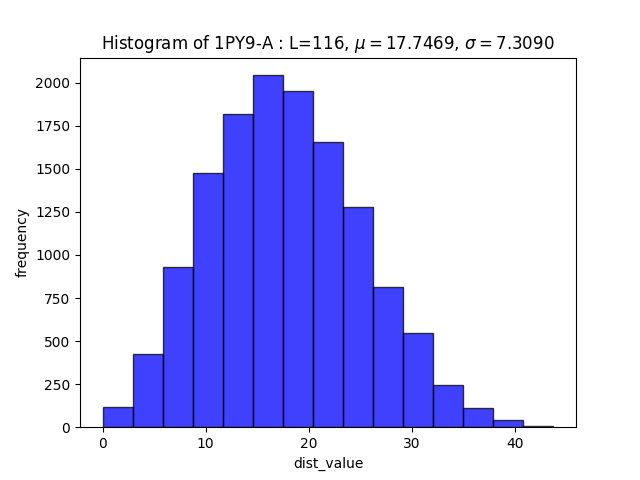 Histogram of 1PY9-A : L=116, μ = 17.7469, σ = 7.3090
2000
1750
1500
1250
1000
750
500
250
0
frequency
0 10 20 30 40
dist_value